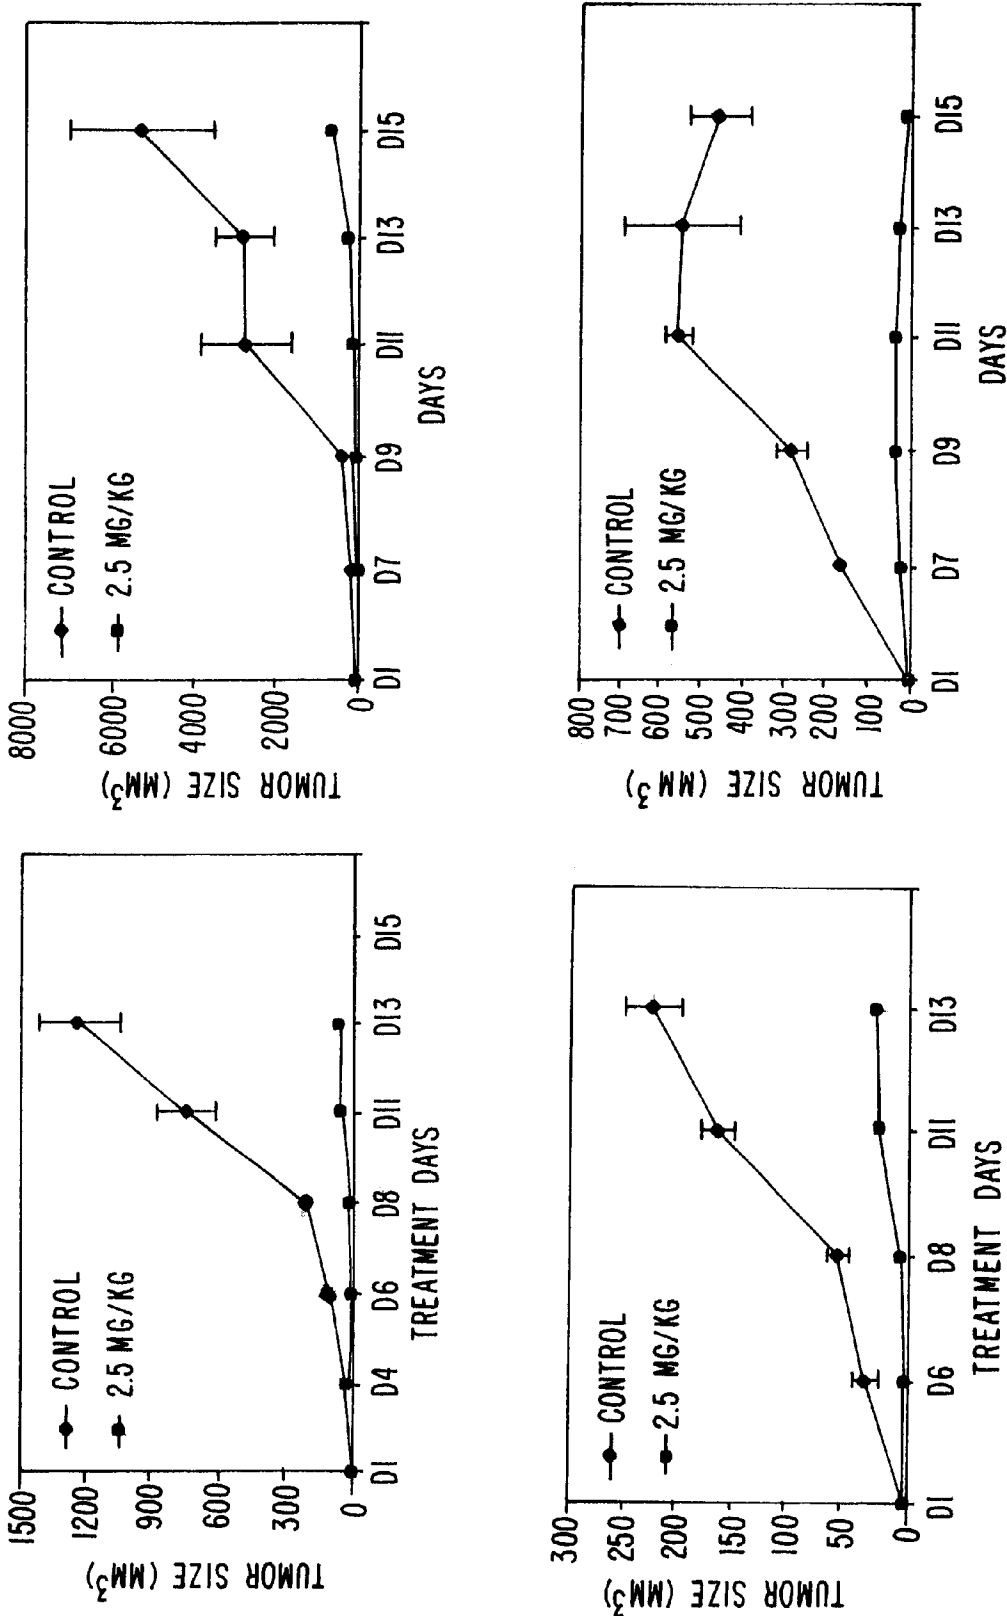 TUMOR SIZE (MM3)
1500
1200
900
600
300
0
CONTROL
2.5 MG/KG
D1 D4 D6 D8 D11 D13 D15
TREATMENT DAYS
TUMOR SIZE (MM3)
300
250
200
150
100
50
0
CONTROL
2.5 MG/KG
D1 D6 D8 D11 D13
TREATMENT DAYS
TUMOR SIZE (MM3)
8000
6000
4000
2000
0
CONTROL
2.5 MG/KG
D1 D7 D9 D11 D13 D15
DAYS
TUMOR SIZE (MM3)
800
700
600
500
400
300
200
100
0
CONTROL
2.5 MG/KG
D1 D7 D9 D11 D13 D15
DAYS